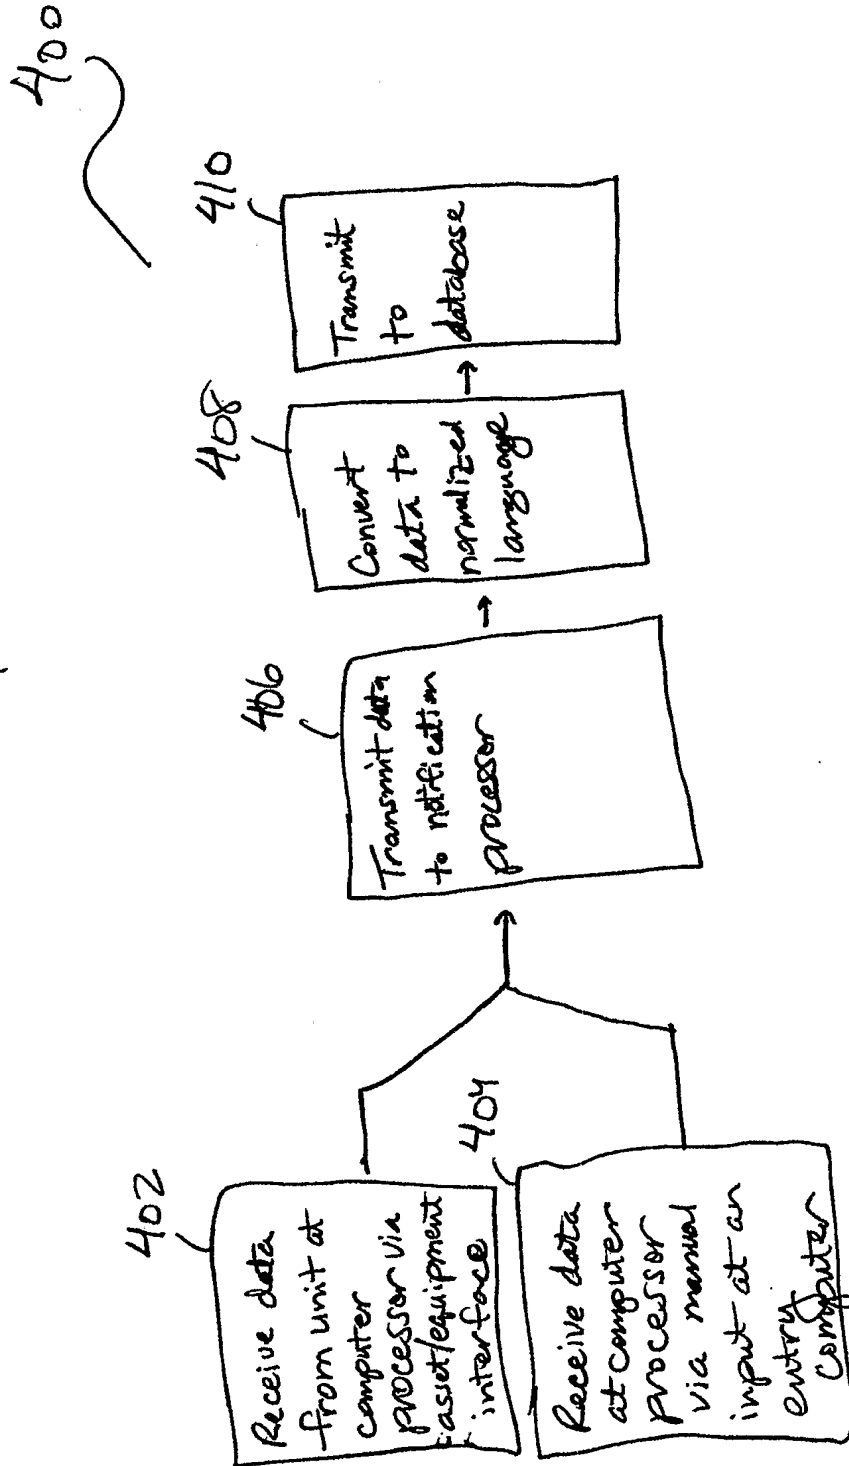 400
402
Receive data
from unit at
computer
processor via
asset/equipment
interface
404
Receive data
at computer
processor
via manual
input at an
entry
computer
406
Transmit data
to notification
processor
408
Convert
data to
normalized
language
410
Transmit
to
database